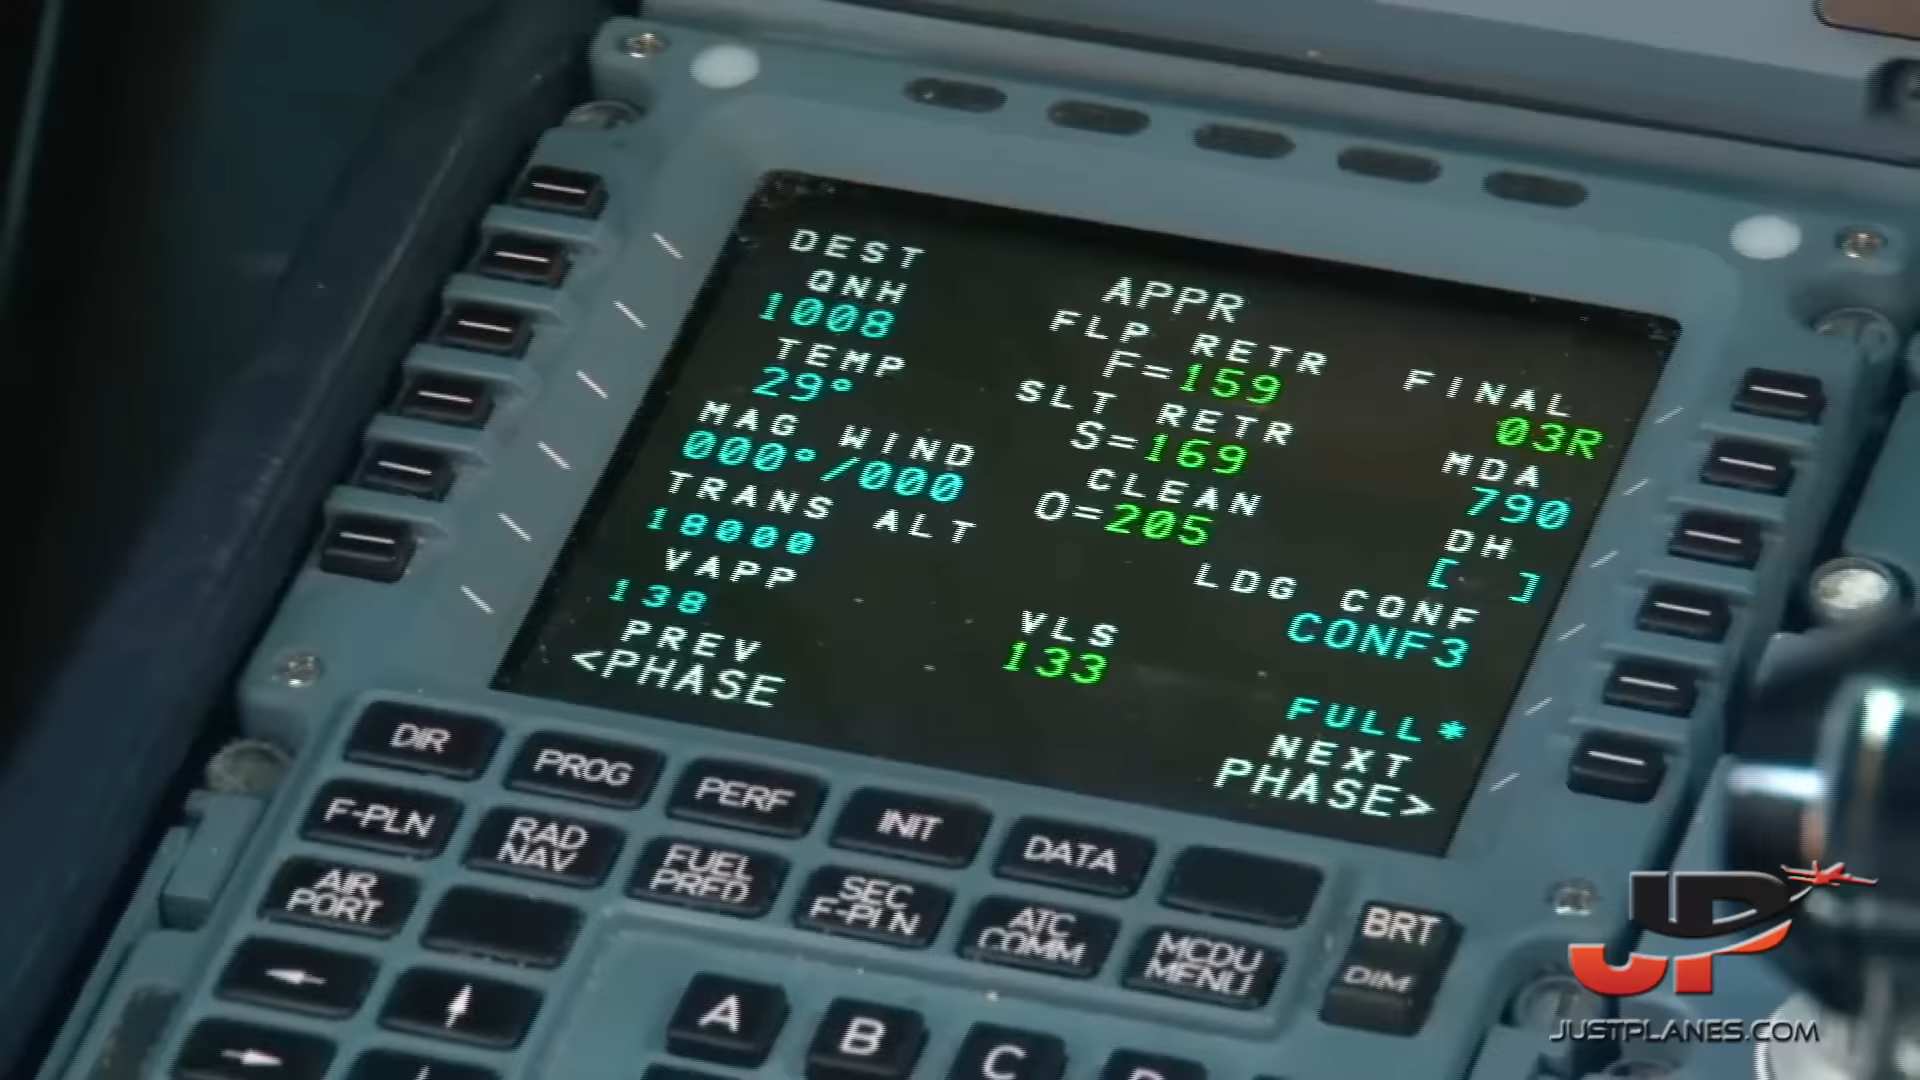 DEST
APPR
QNH
FLP RETR
FINAL
1008
F=159
03R
TEMP
SLT RETR
MDA
29°
S=169
790
MAG WIND
CLEAN
DH
000°/000
O=205
[ ]
TRANS ALT
LDG CONF
18000
CONF3
VAPP
VLS
138
133
FULL*
PREV
NEXT
<PHASE
PHASE>
DIR
PROG
PERF
INIT
DATA
F-PLN
RAD NAV
FUEL PRED
SEC F-PLN
ATC COMM
MCDU MENU
BRT
DIM
AIR PORT
A
B
C
JP
JUSTPLANES.COM